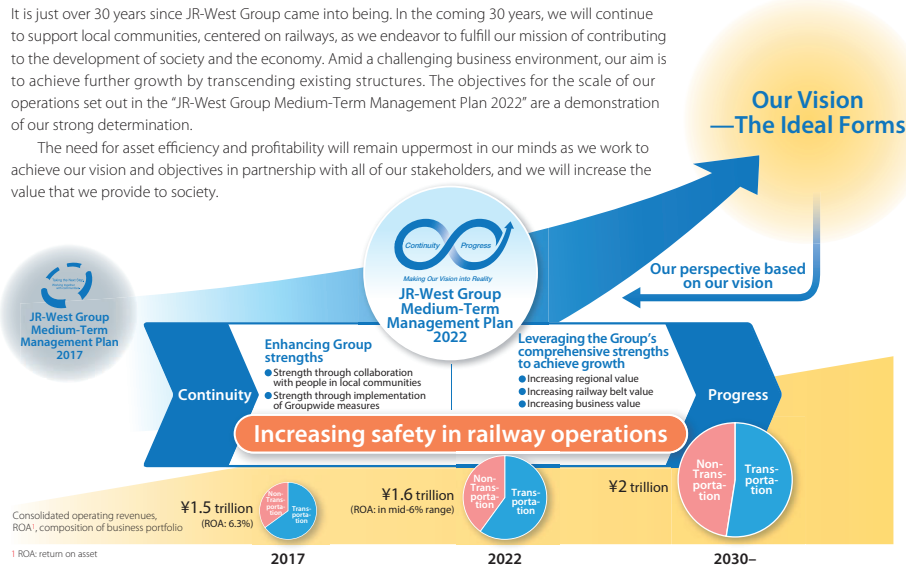 It is just over 30 years since JR-West Group came into being. In the coming 30 years, we will continue
to support local communities, centered on railways, as we endeavor to fulfill our mission of contributing
to the development of society and the economy. Amid a challenging business environment, our aim is
to achieve further growth by transcending existing structures. The objectives for the scale of our
operations set out in the “JR-West Group Medium-Term Management Plan 2022” are a demonstration
of our strong determination.
The need for asset efficiency and profitability will remain uppermost in our minds as we work to
achieve our vision and objectives in partnership with all of our stakeholders, and we will increase the
value that we provide to society.
Our Vision
—The Ideal Forms
Continuity
Progress
Making Our Vision into Reality
JR-West Group
Medium-Term
Management Plan
2022
Our perspective based
on our vision
JR-West Group
Medium-Term
Management Plan
2017
Continuity
Enhancing Group
strengths
● Strength through collaboration
with people in local communities
● Strength through implementation
of Groupwide measures
Leveraging the Group’s
comprehensive strengths
to achieve growth
● Increasing regional value
● Increasing railway belt value
● Increasing business value
Progress
Increasing safety in railway operations
Consolidated operating revenues,
ROA1, composition of business portfolio
¥1.5 trillion
(ROA: 6.3%)
Non-
Trans-
porta-
tion
Trans-
porta-
tion
¥1.6 trillion
(ROA: in mid-6% range)
Non-
Trans-
porta-
tion
Trans-
porta-
tion
¥2 trillion
Non-
Trans-
porta-
tion
Trans-
porta-
tion
1 ROA: return on asset
2017
2022
2030–